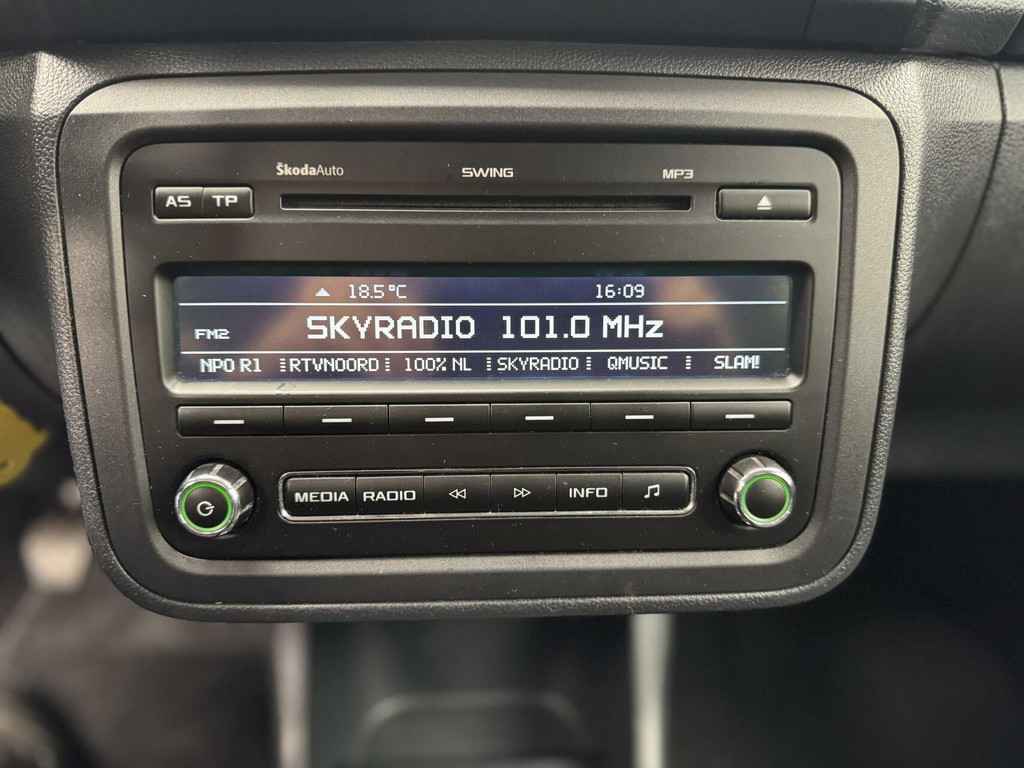 ŠkodaAuto SWING MP3
AS TP
18.5°C 16:09
FM2 SKYRADIO 101.0 MHz
NPO R1 RTVNOORD 100% NL SKYRADIO QMUSIC SLAM!
MEDIA RADIO INFO